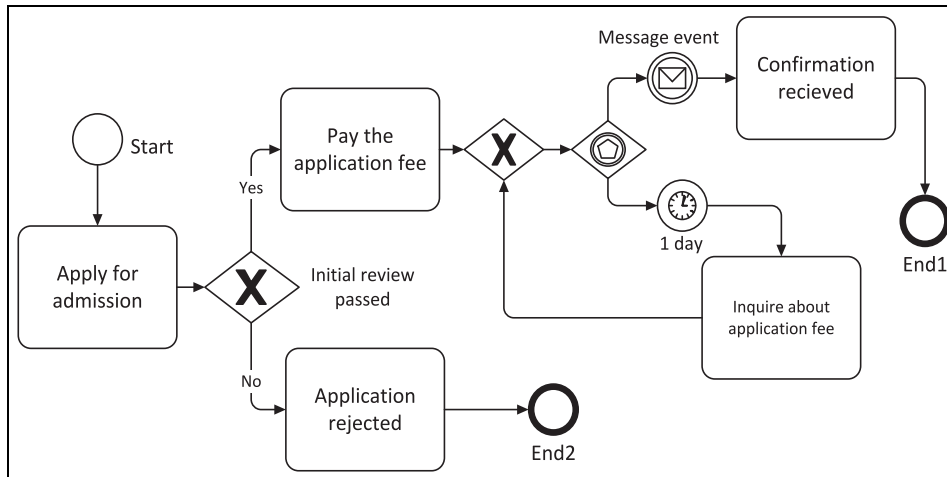 Message event
Confirmation
recieved
Pay the
application fee
Start
Yes
X
1 day
End1
Apply for
admission
X
Initial review
passed
Inquire about
application fee
No
Application
rejected
End2